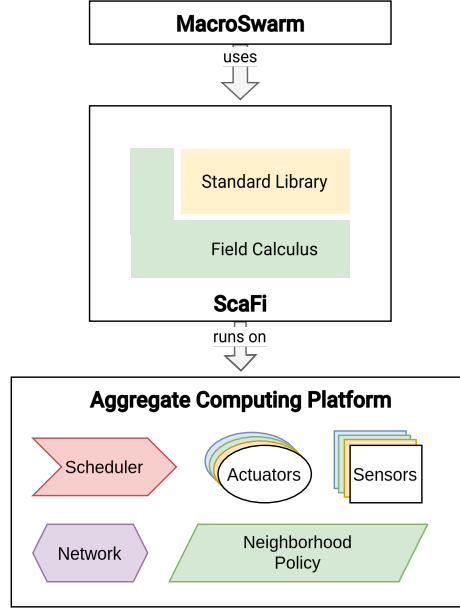 MacroSwarm
uses
Standard Library
Field Calculus
ScaFi
runs on
Aggregate Computing Platform
Scheduler
Actuators
Sensors
Network
Neighborhood
Policy